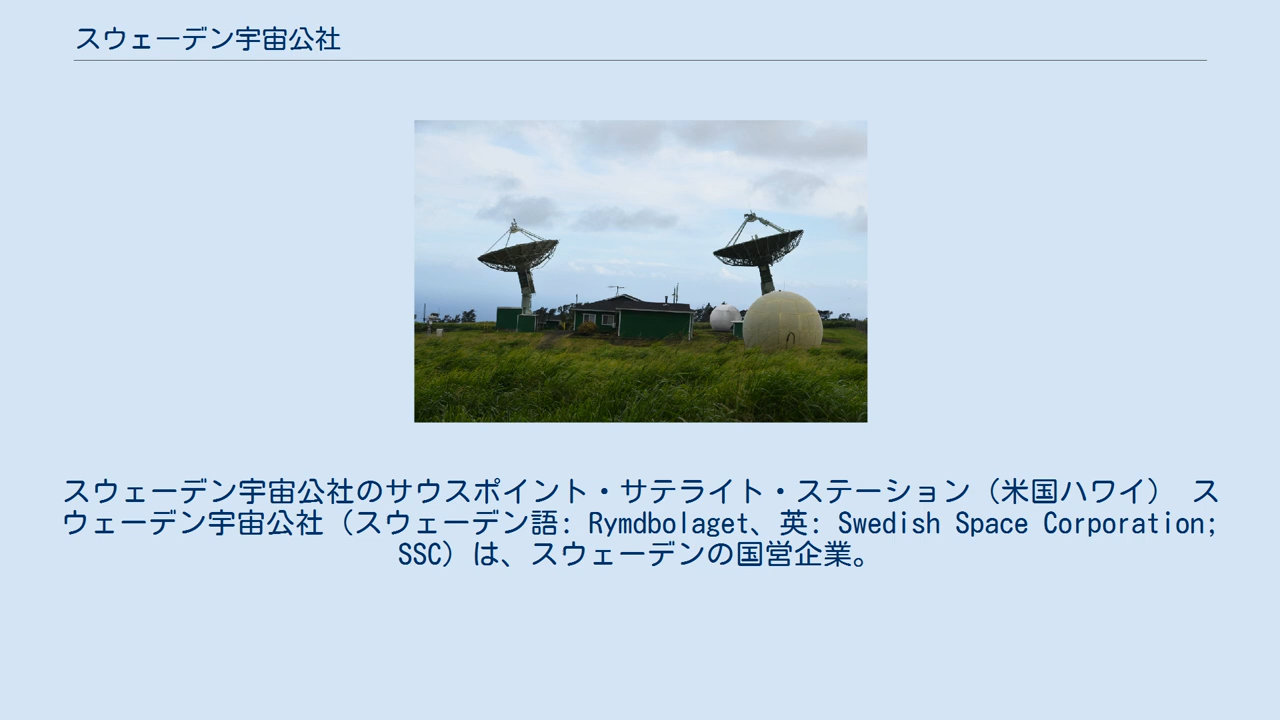 スウェーデン宇宙公社
スウェーデン宇宙公社のサウスポイント・サテライト・ステーション（米国ハワイ） ス
ウェーデン宇宙公社（スウェーデン語: Rymdbolaget、英: Swedish Space Corporation;
SSC）は、スウェーデンの国営企業。